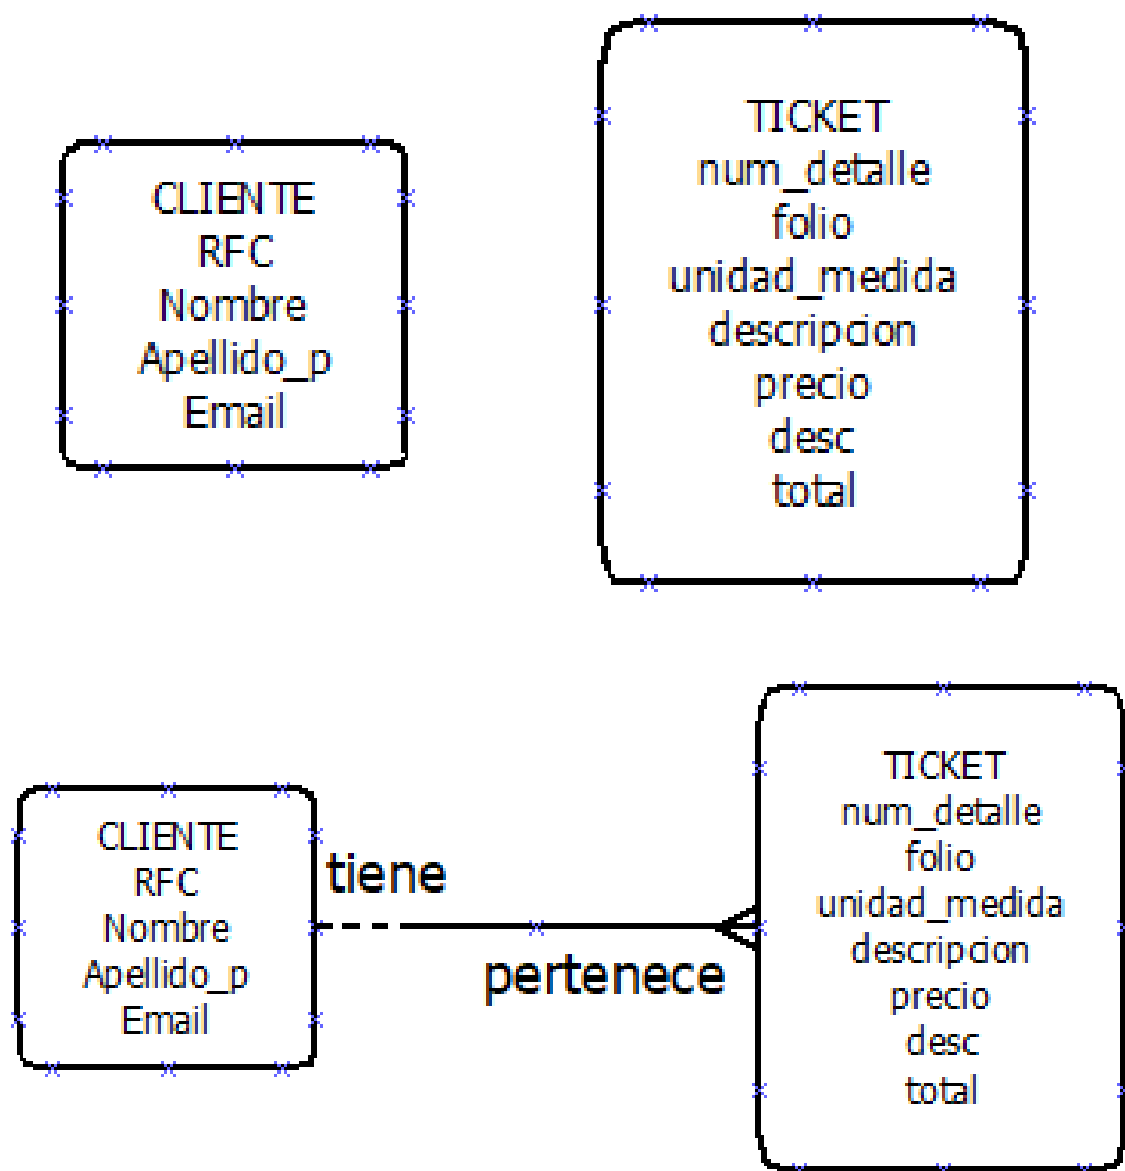 CLIENTE
RFC
Nombre
Apellido_p
Email
TICKET
num_detalle
folio
unidad_medida
descripcion
precio
desc
total
CLIENTE
RFC
Nombre
Apellido_p
Email
tiene
pertenece
TICKET
num_detalle
folio
unidad_medida
descripcion
precio
desc
total